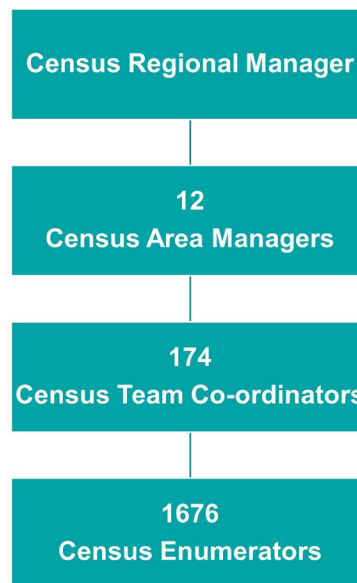 Census Regional Manager
12
Census Area Managers
174
Census Team Co-ordinators
1676
Census Enumerators